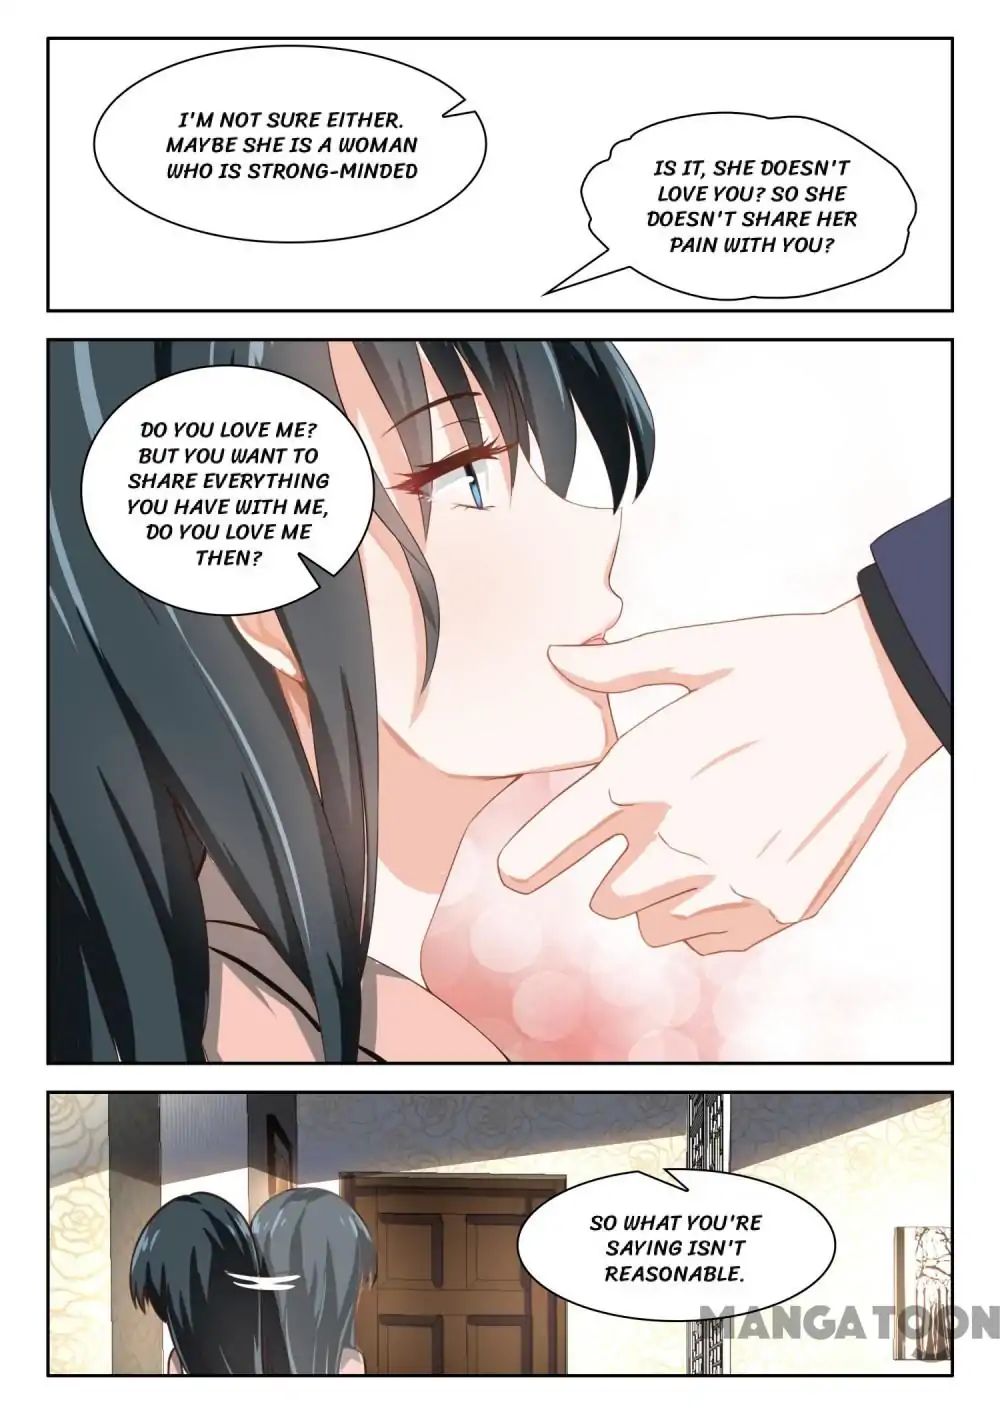 I'M NOT SURE EITHER.
MAYBE SHE IS A WOMAN
WHO IS STRONG-MINDED
IS IT, SHE DOESN'T
LOVE YOU? SO SHE
DOESN'T SHARE HER
PAIN WITH YOU?
DO YOU LOVE ME?
BUT YOU WANT TO
SHARE EVERYTHING
YOU HAVE WITH ME,
DO YOU LOVE ME
THEN?
SO WHAT YOU'RE
SAYING ISN'T
REASONABLE.
MANGATOON